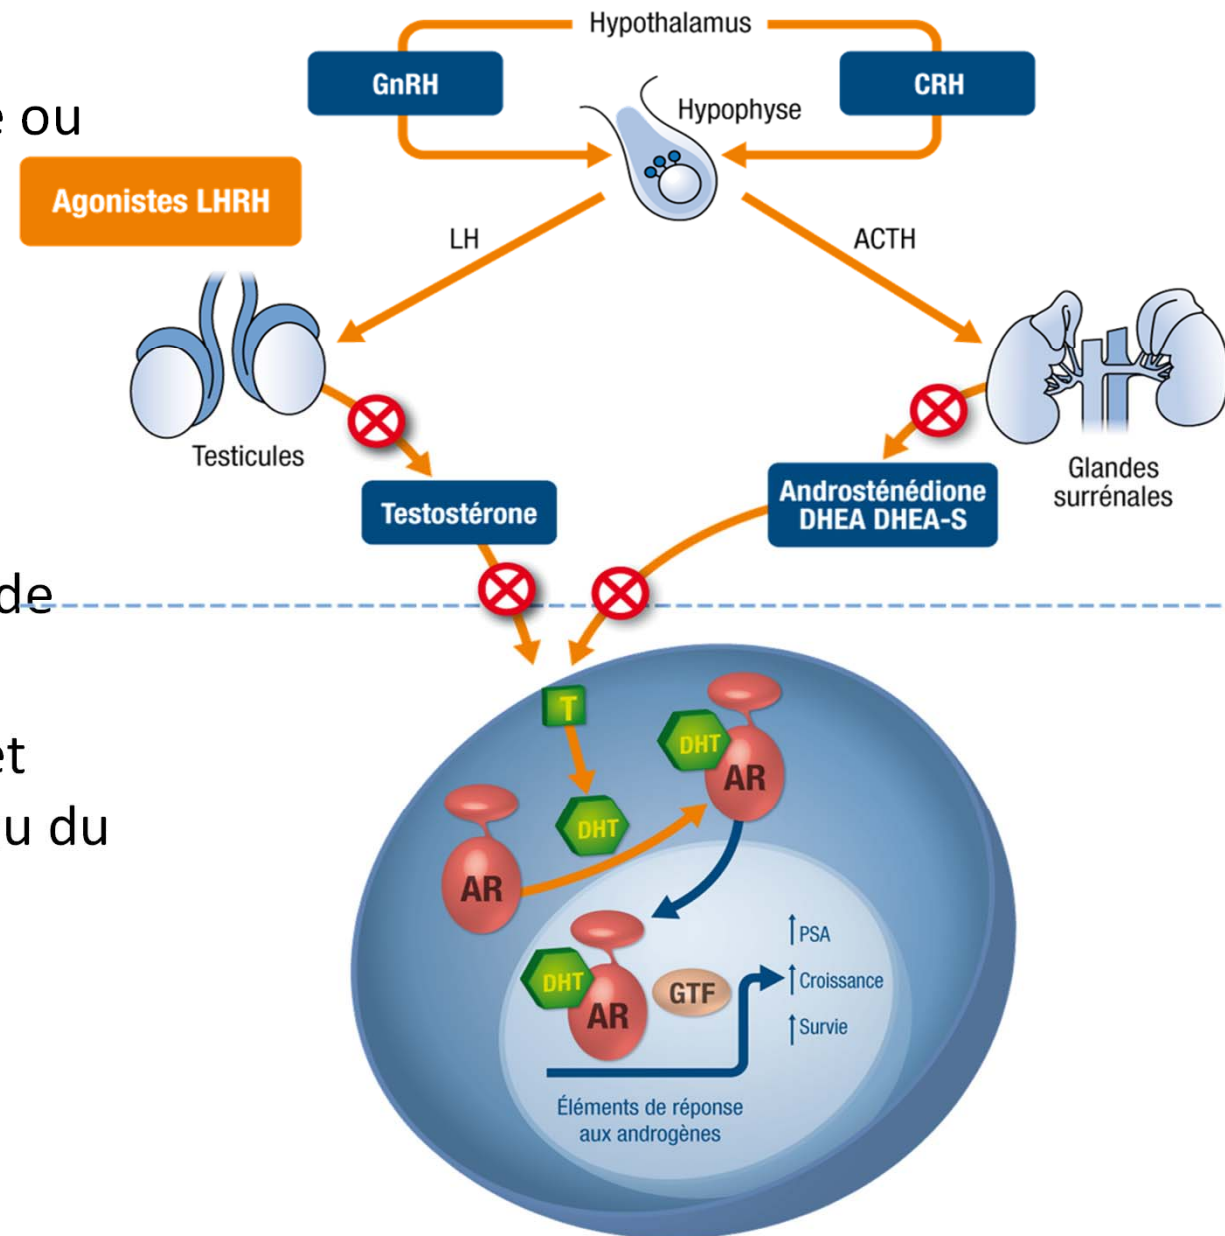 Hypothalamus
GnRH
CRH
Hypophyse
ou
Agonistes LHRH
LH
ACTH
Testicules
Glandes
surrénales
Testostérone
Androsténédione
DHEA DHEA-S
de
T
DHT
AR
DHT
AR
et
u du
DHT
AR
GTF
↑ PSA
↑ Croissance
↑ Survie
Éléments de réponse
aux androgènes